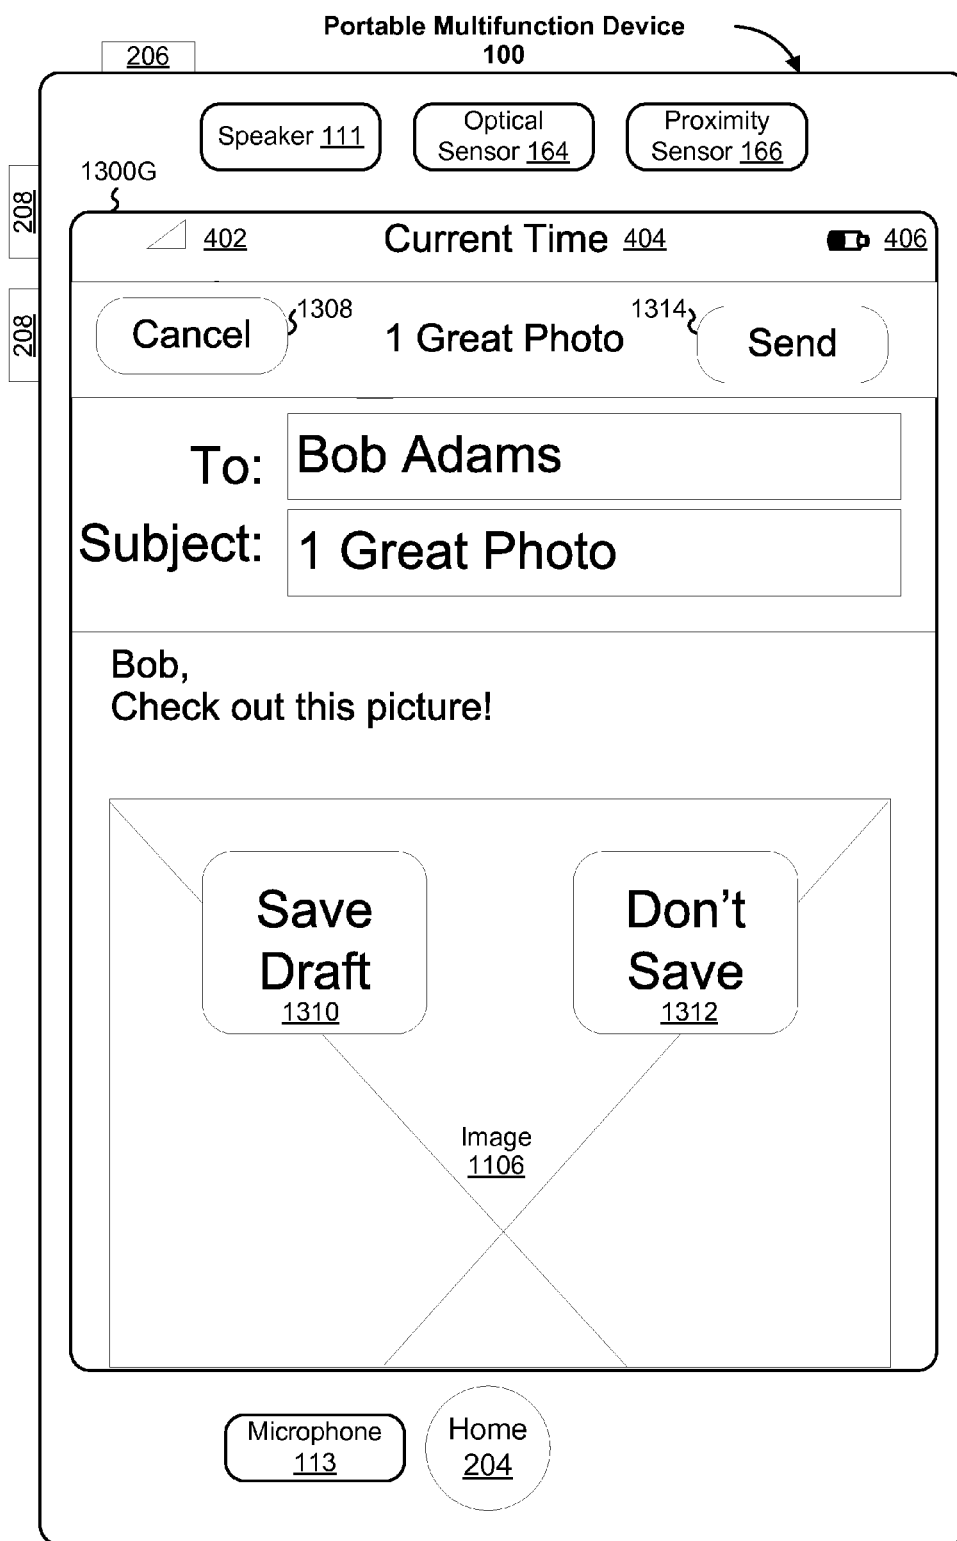 Portable Multifunction Device
100
206
Speaker 111
Optical
Sensor 164
Proximity
Sensor 166
1300G
208
402
Current Time 404
406
208
Cancel
1308
1 Great Photo
1314
Send
To:
Bob Adams
Subject:
1 Great Photo
Bob,
Check out this picture!
Save
Draft
1310
Don't
Save
1312
Image
1106
Microphone
113
Home
204